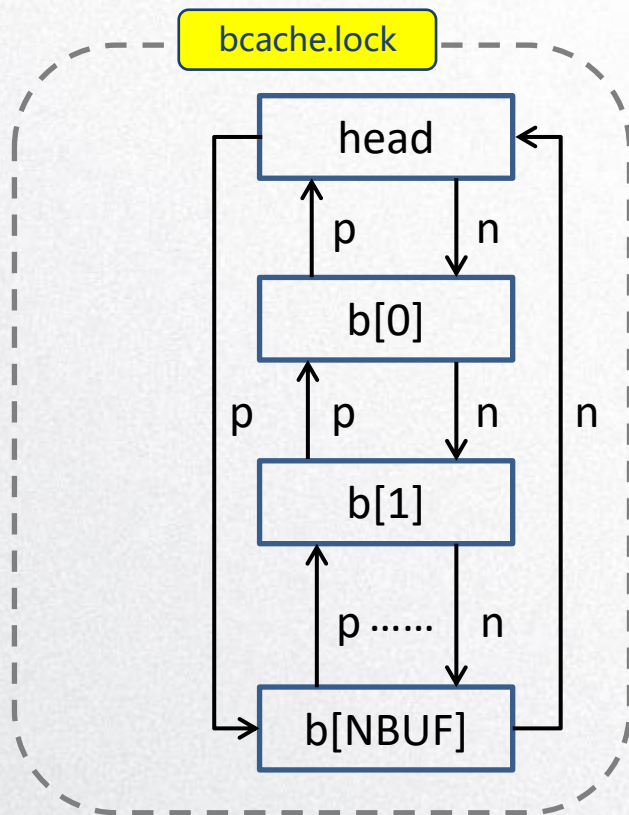 bcache.lock
head
p n
b[0]
p p n n
b[1]
p ...... n
b[NBUF]